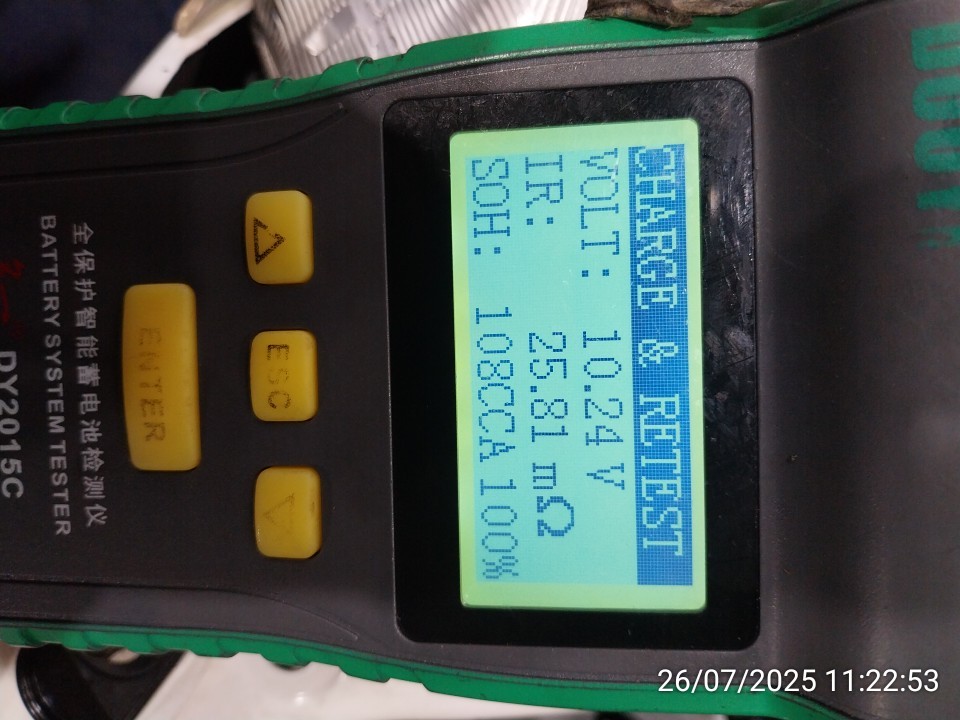 CHARGE & RETEST
VOLT: 10.24 V
IR: 25.81 mΩ
SOH: 108CCA 100%
ESC
ENTER
全保护智能蓄电池检测仪
BATTERY SYSTEM TESTER
DY2015C
26/07/2025 11:22:53